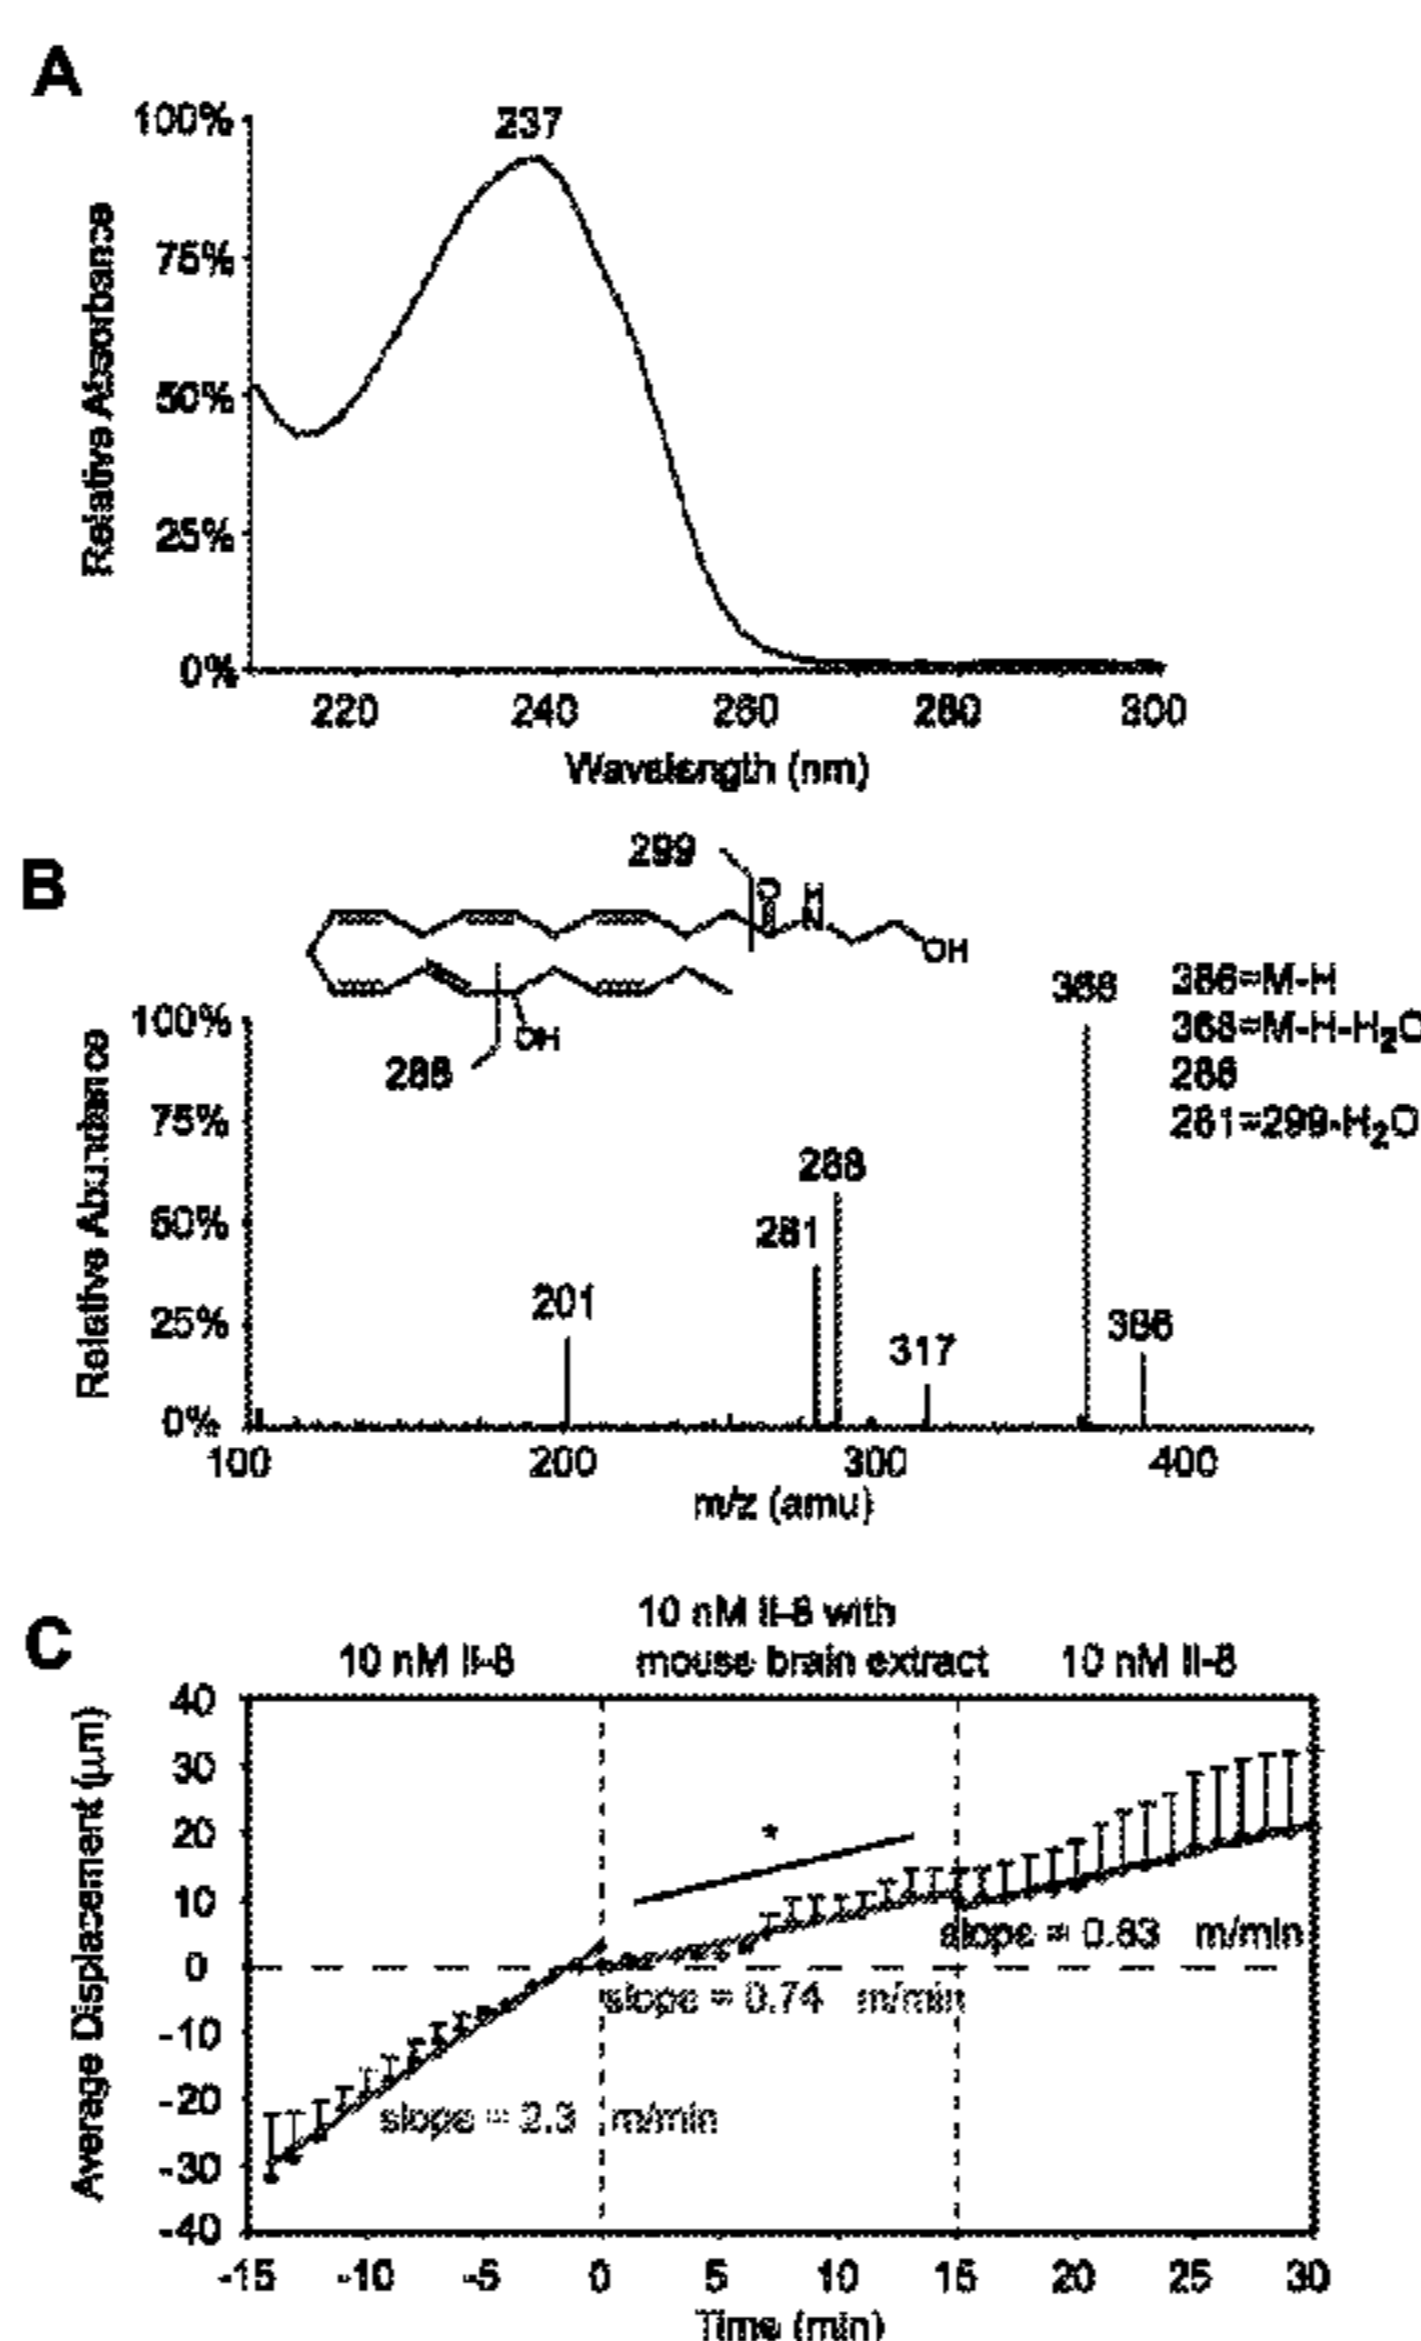 A
100%
237
75%
50%
25%
0%
Relative Absorbance
220 240 260 280 300
Wavelength (nm)
B
299
O H
N
OH
OH
288
386=M-H
368=M-H-H2O
288
281=299-H2O
100%
75%
50%
25%
0%
Relative Abundance
368
288
281
201
317
386
100 200 300 400
m/z (amu)
C
10 nM Il-8
10 nM Il-8 with
mouse brain extract
10 nM Il-8
40
30
20
10
0
-10
-20
-30
-40
Average Displacement (µm)
*
slope = 2.3 m/min
slope = 0.74 m/min
slope = 0.83 m/min
-15 -10 -5 0 5 10 15 20 25 30
Time (min)